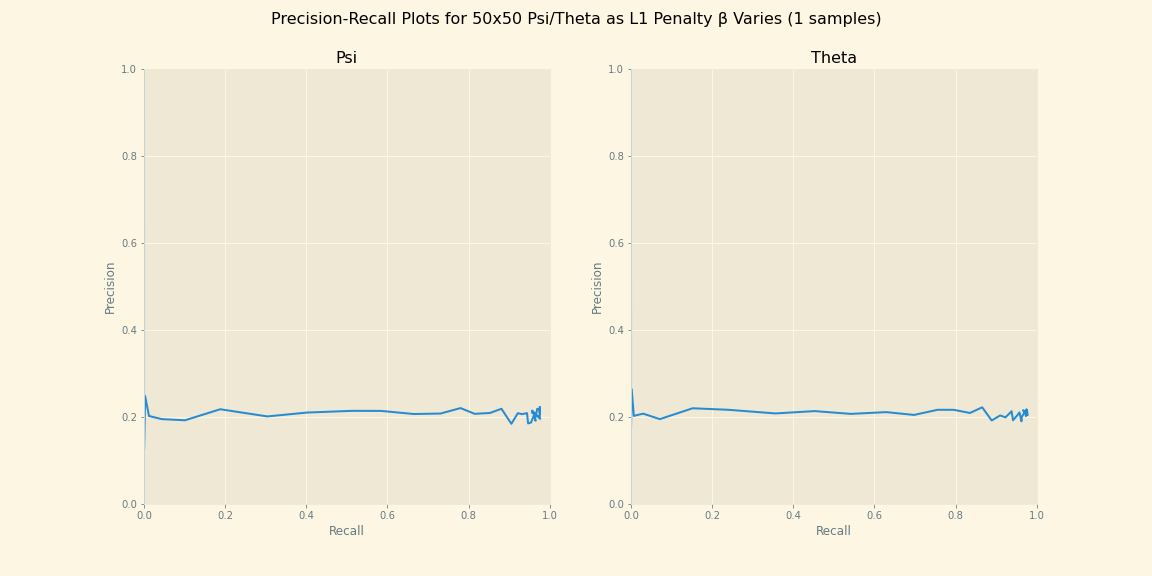 Precision-Recall Plots for 50x50 Psi/Theta as L1 Penalty β Varies (1 samples)
Psi
1.0
0.8
0.6
0.4
0.2
0.0
Precision
0.0 0.2 0.4 0.6 0.8 1.0
Recall
Theta
1.0
0.8
0.6
0.4
0.2
0.0
Precision
0.0 0.2 0.4 0.6 0.8 1.0
Recall